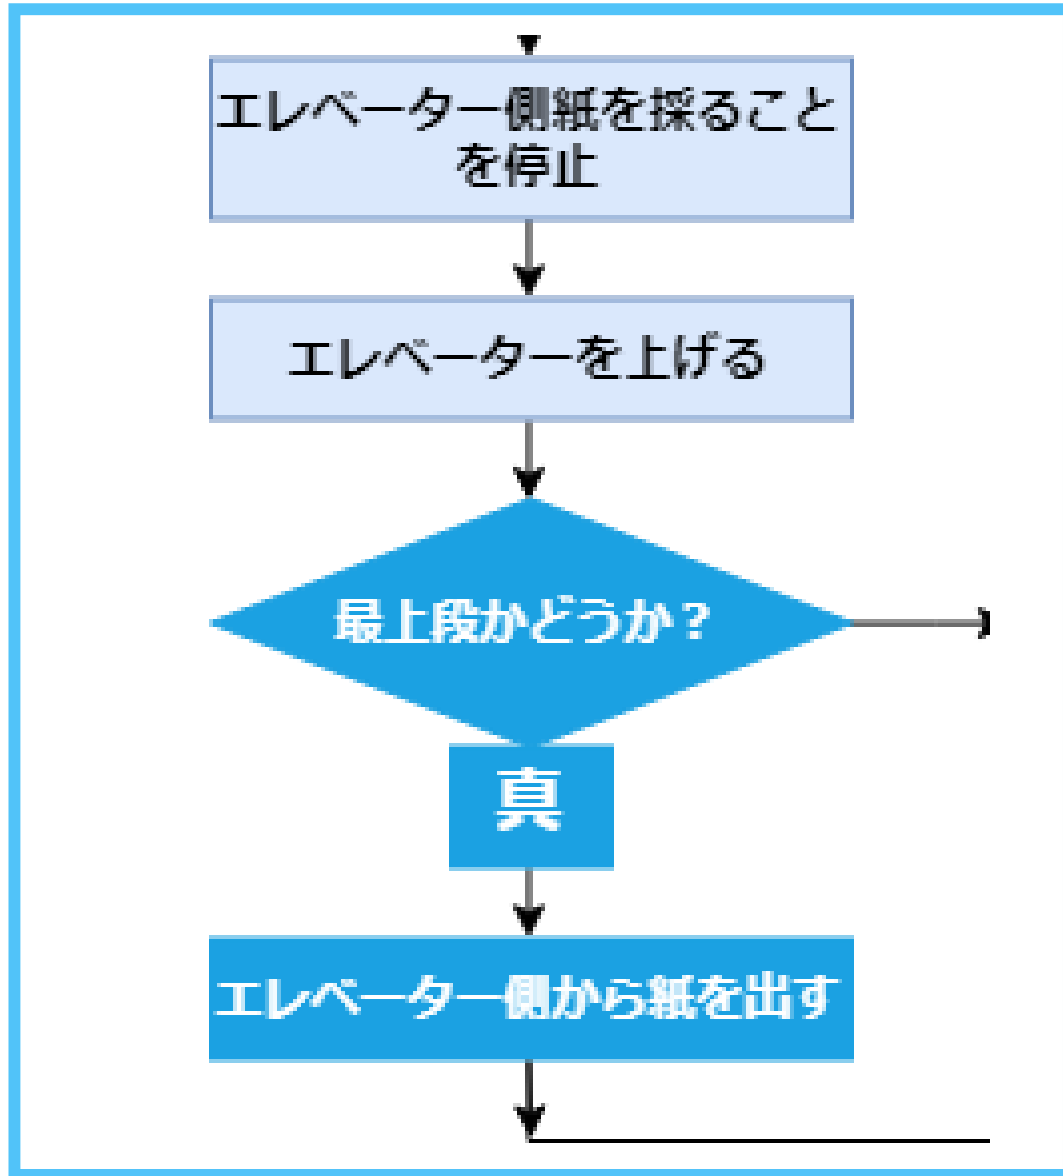 エレベーター側紙を採ること
を停止
エレベーターを上げる
最上段かどうか？
真
エレベーター側から紙を出す